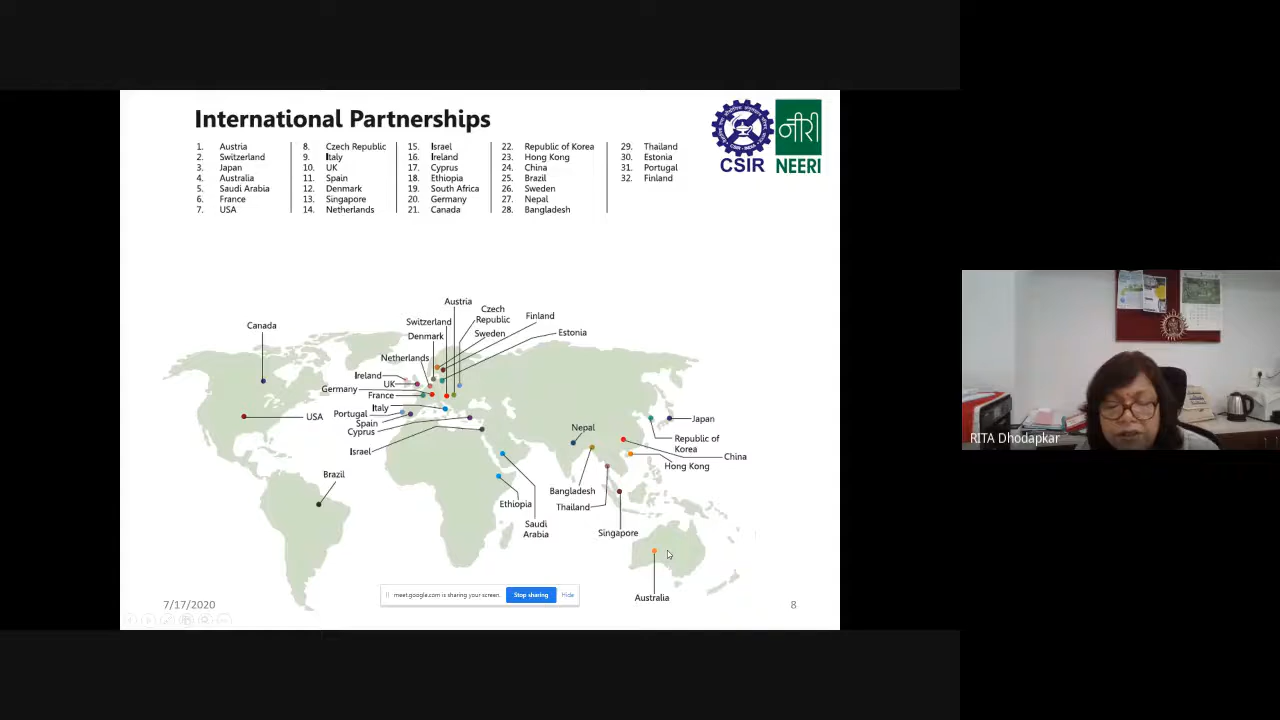 International Partnerships
1. Austria
2. Switzerland
3. Japan
4. Australia
5. Saudi Arabia
6. France
7. USA
8. Czech Republic
9. Italy
10. UK
11. Spain
12. Denmark
13. Singapore
14. Netherlands
15. Israel
16. Ireland
17. Cyprus
18. Ethiopia
19. South Africa
20. Germany
21. Canada
22. Republic of Korea
23. Hong Kong
24. China
25. Brazil
26. Sweden
27. Nepal
28. Bangladesh
29. Thailand
30. Estonia
31. Portugal
32. Finland
CSIR
नीरी
NEERI
Austria
Czech
Republic
Switzerland
Finland
Canada
Denmark
Sweden
Estonia
Netherlands
Ireland
UK
Germany
France
Italy
Portugal
USA
Spain
Cyprus
Israel
Japan
Nepal
Republic of
Korea
China
Hong Kong
Brazil
Bangladesh
Ethiopia
Thailand
Saudi
Arabia
Singapore
Australia
meet.google.com is sharing your screen.
Stop sharing
Hide
7/17/2020
8
RITA Dhodapkar